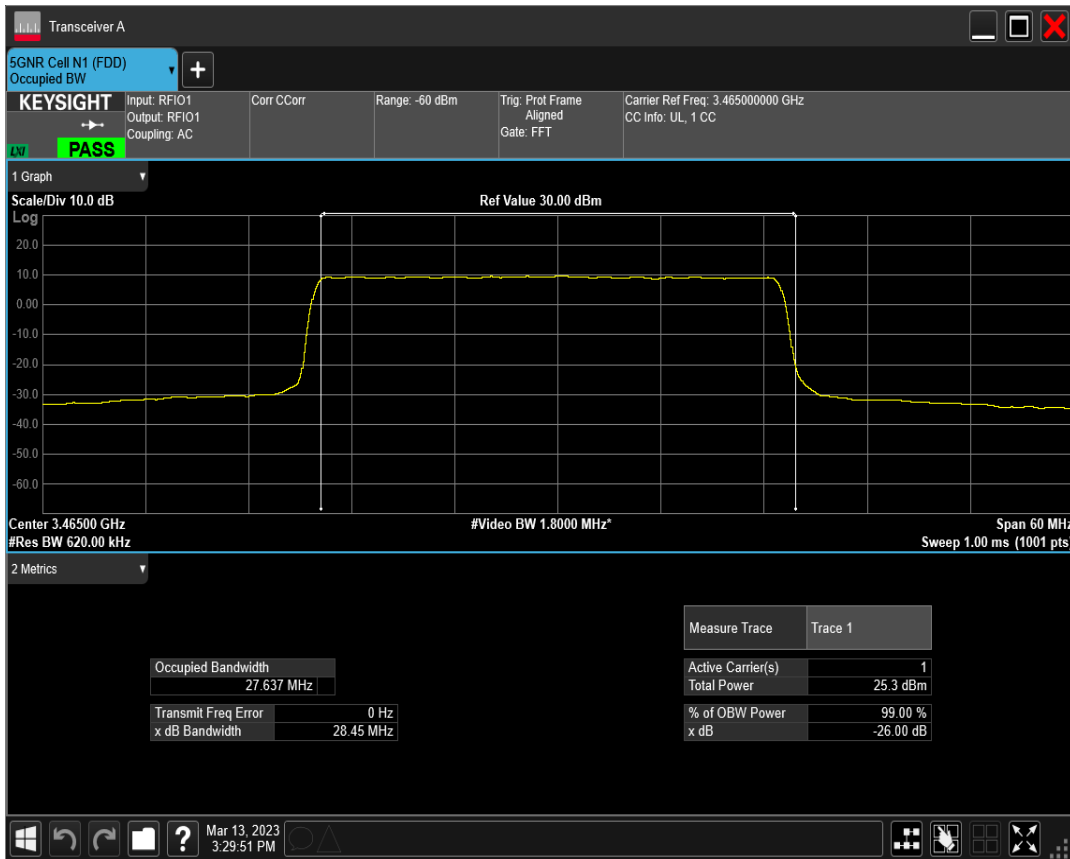 Transceiver A
5GNR Cell N1 (FDD)
Occupied BW
+
KEYSIGHT
LXI
PASS
Input: RFIO1
Output: RFIO1
Coupling: AC
Corr CCorr
Range: -60 dBm
Trig: Prot Frame
Aligned
Gate: FFT
Carrier Ref Freq: 3.465000000 GHz
CC Info: UL, 1 CC
1 Graph
Scale/Div 10.0 dB
Ref Value 30.00 dBm
Log
20.0
10.0
0.00
-10.0
-20.0
-30.0
-40.0
-50.0
-60.0
Center 3.46500 GHz
#Video BW 1.8000 MHz*
Span 60 MHz
#Res BW 620.00 kHz
Sweep 1.00 ms (1001 pts)
2 Metrics
Measure Trace Trace 1
Occupied Bandwidth
27.637 MHz
Active Carrier(s) 1
Total Power 25.3 dBm
Transmit Freq Error 0 Hz
x dB Bandwidth 28.45 MHz
% of OBW Power 99.00 %
x dB -26.00 dB
?
Mar 13, 2023
3:29:51 PM